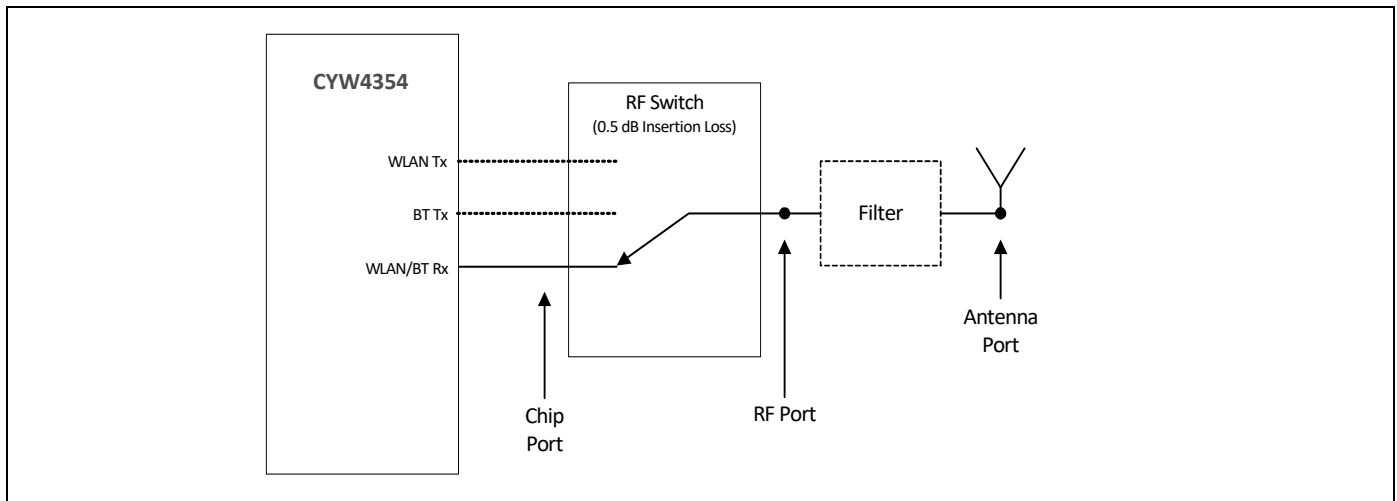 CYW4354
RF Switch
(0.5 dB Insertion Loss)
WLAN Tx
BT Tx
Filter
WLAN/BT Rx
Antenna
Port
Chip
Port
RF Port